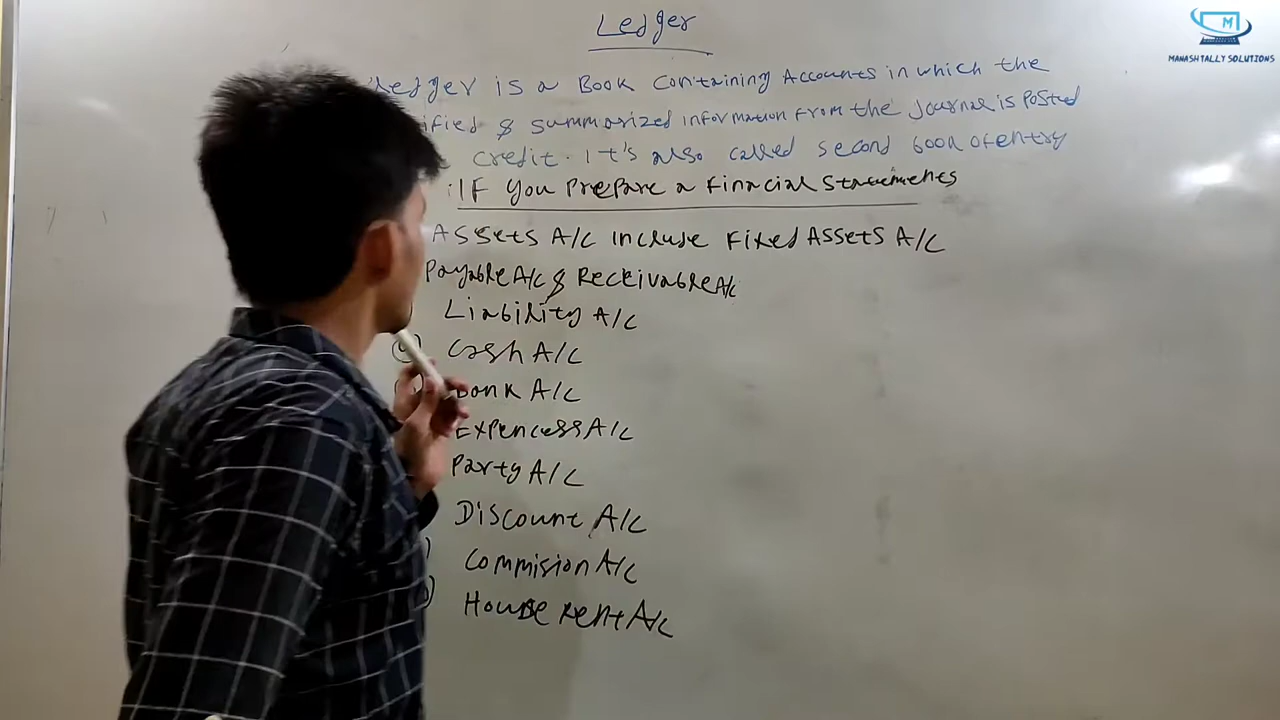 Ledger
M
MANASH TALLY SOLUTIONS
Ledger is a Book Containing Accounts in which the
ified & summarized information from the Journal is Posted
credit. It's also called second book of entry
IF You Prepare a Finacial Statements
Assets A/C Include Fixed Assets A/C
Payable A/c & Receivable A/c
Liability A/C
Cash A/C
Bank A/C
Expencess A/C
Party A/C
Discount A/C
Commision A/C
House rent A/c